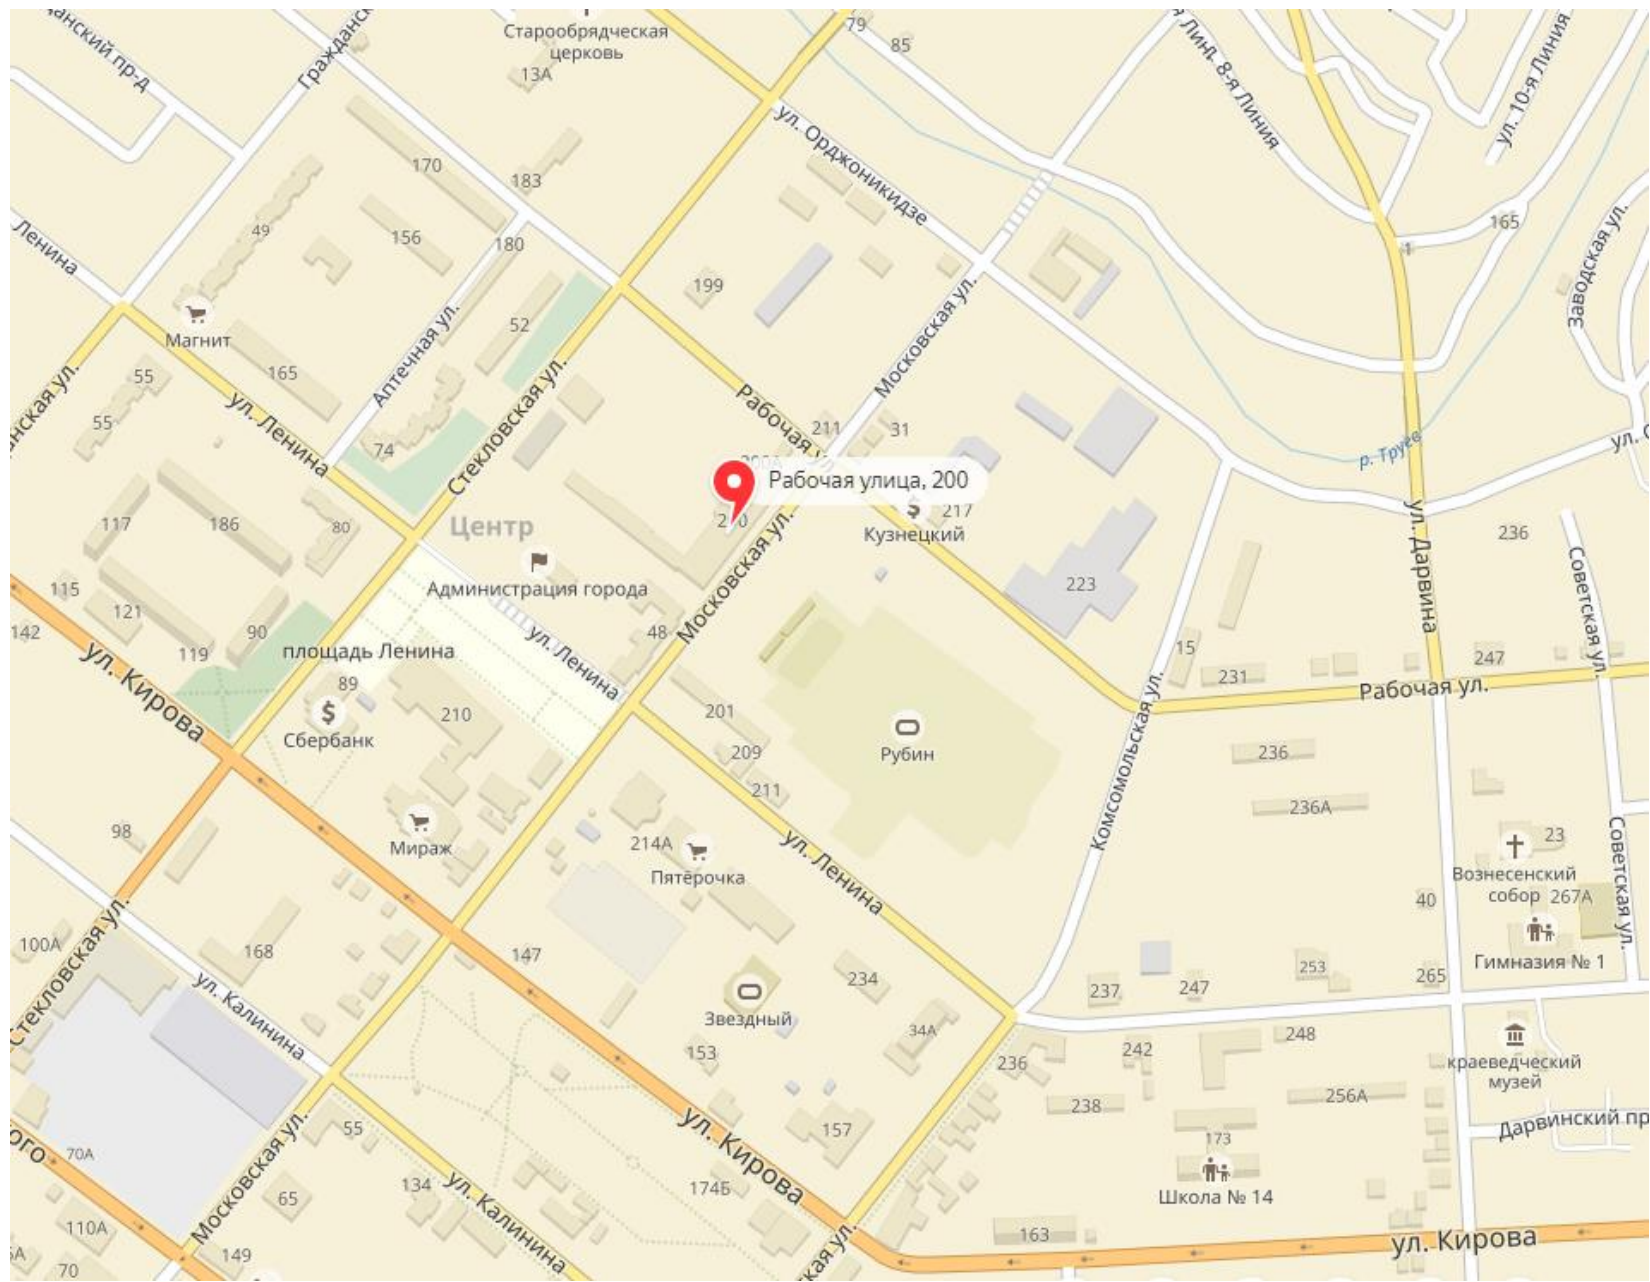 Старообрядческая
церковь
79
85
13А
ул. 10-я Линия
8-я Линия
ул. Орджоникидзе
170
183
156
49
180
165
1
Заводская ул.
Ленина
199
52
Магнит
165
Аптечная ул.
Московская ул.
55
55
ул. Ленина
74
Стекловская ул.
Рабочая ул.
211
31
р. Труев
Рабочая улица, 200
217
Кузнецкий
117
186
80
Центр
236
ул. Дарвина
Советская ул.
Администрация города
Московская ул.
115
121
142
119
90
223
48
ул. Ленина
площадь Ленина
15
231
247
Рабочая ул.
ул. Кирова
89
210
Сбербанк
201
209
211
Рубин
236
236А
Комсомольская ул.
98
Мираж
214А
Пятёрочка
ул. Ленина
23
Вознесенский
собор
267А
Советская ул.
40
Гимназия № 1
100А
168
147
234
237
247
253
265
Стекловская ул.
ул. Калинина
Звездный
153
34А
236
242
248
краеведческий
музей
238
256А
Дарвинский пр
55
157
173
Школа № 14
70А
Московская ул.
65
134
ул. Калинина
174Б
ул. Кирова
163
ул. Кирова
110А
149
70